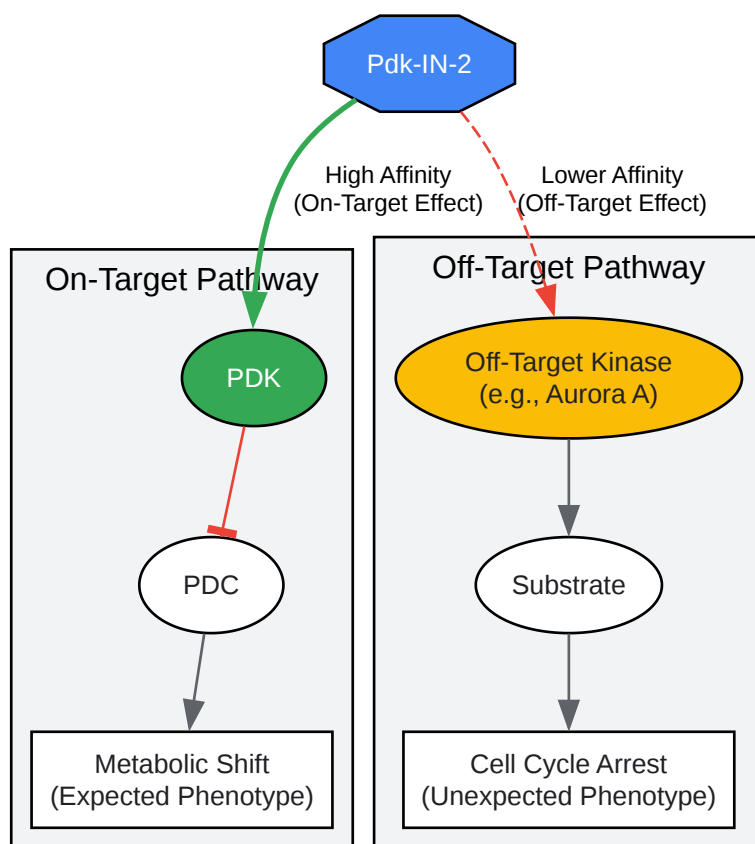 Pdk-IN-2
High Affinity
(On-Target Effect)
Lower Affinity
(Off-Target Effect)
On-Target Pathway
PDK
PDC
Metabolic Shift
(Expected Phenotype)
Off-Target Pathway
Off-Target Kinase
(e.g., Aurora A)
Substrate
Cell Cycle Arrest
(Unexpected Phenotype)